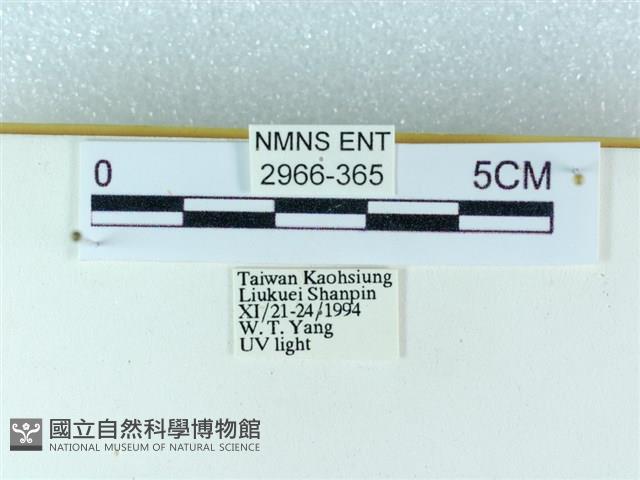 NMNS ENT
2966-365
0 5CM
Taiwan Kaohsiung
Liukuei Shanpin
XI/21-24/1994
W. T. Yang
UV light
國立自然科學博物館
NATIONAL MUSEUM OF NATURAL SCIENCE